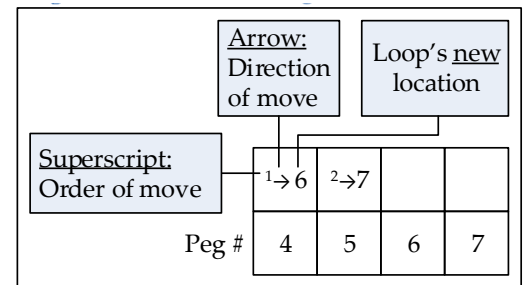 Arrow:
Direction
of move
Loop's new
location
Superscript:
Order of move
¹→ 6 ²→7
Peg # 4 5 6 7